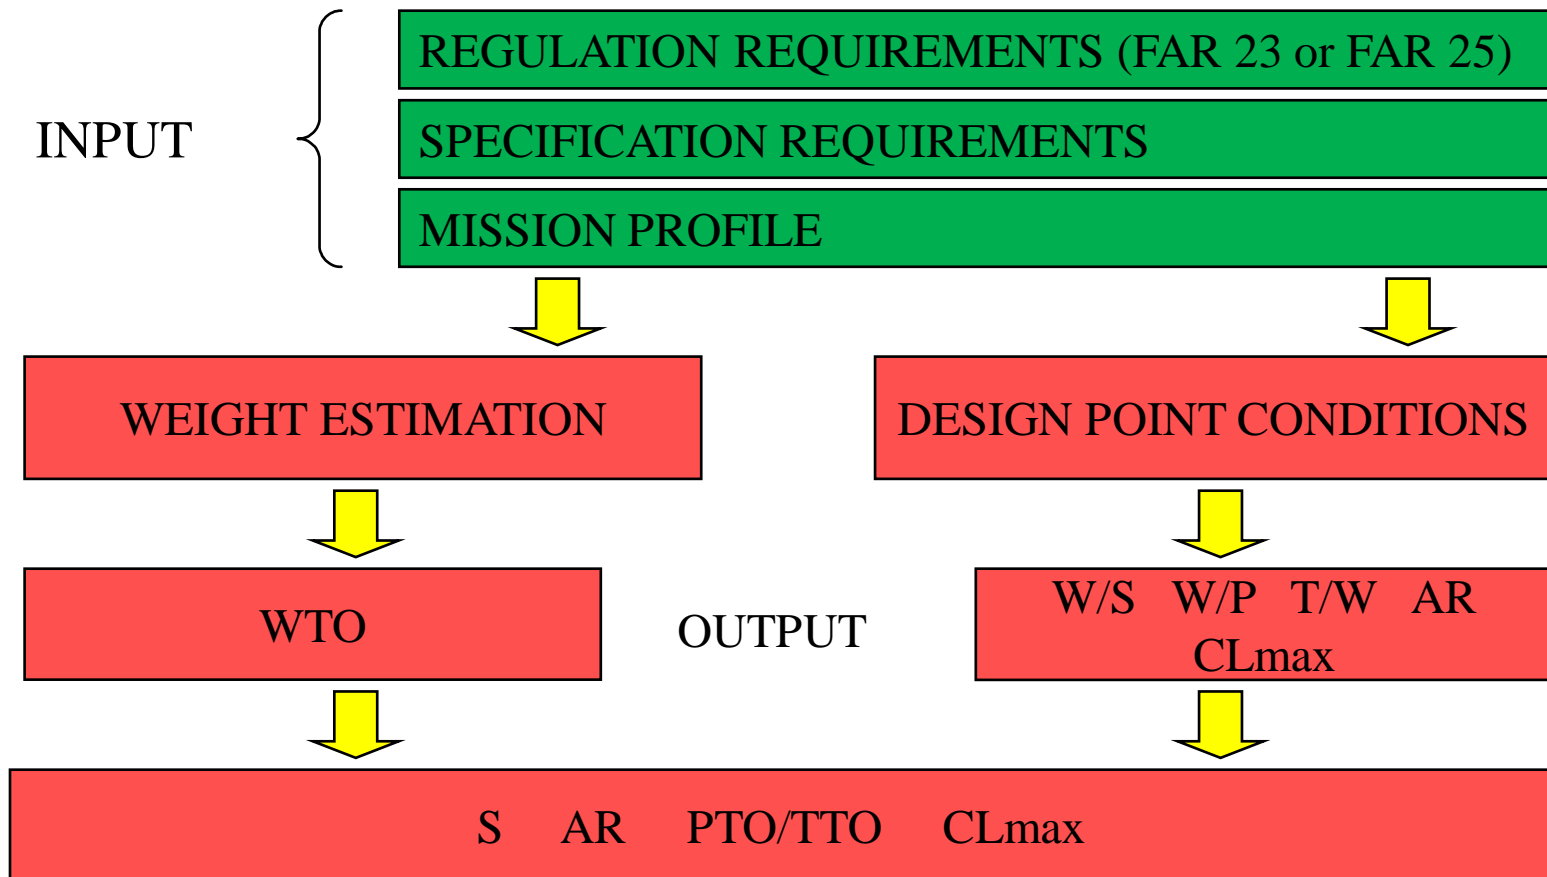 REGULATION REQUIREMENTS (FAR 23 or FAR 25)
INPUT
SPECIFICATION REQUIREMENTS
MISSION PROFILE
WEIGHT ESTIMATION
DESIGN POINT CONDITIONS
WTO
OUTPUT
W/S W/P T/W AR
CLmax
S AR PTO/TTO CLmax